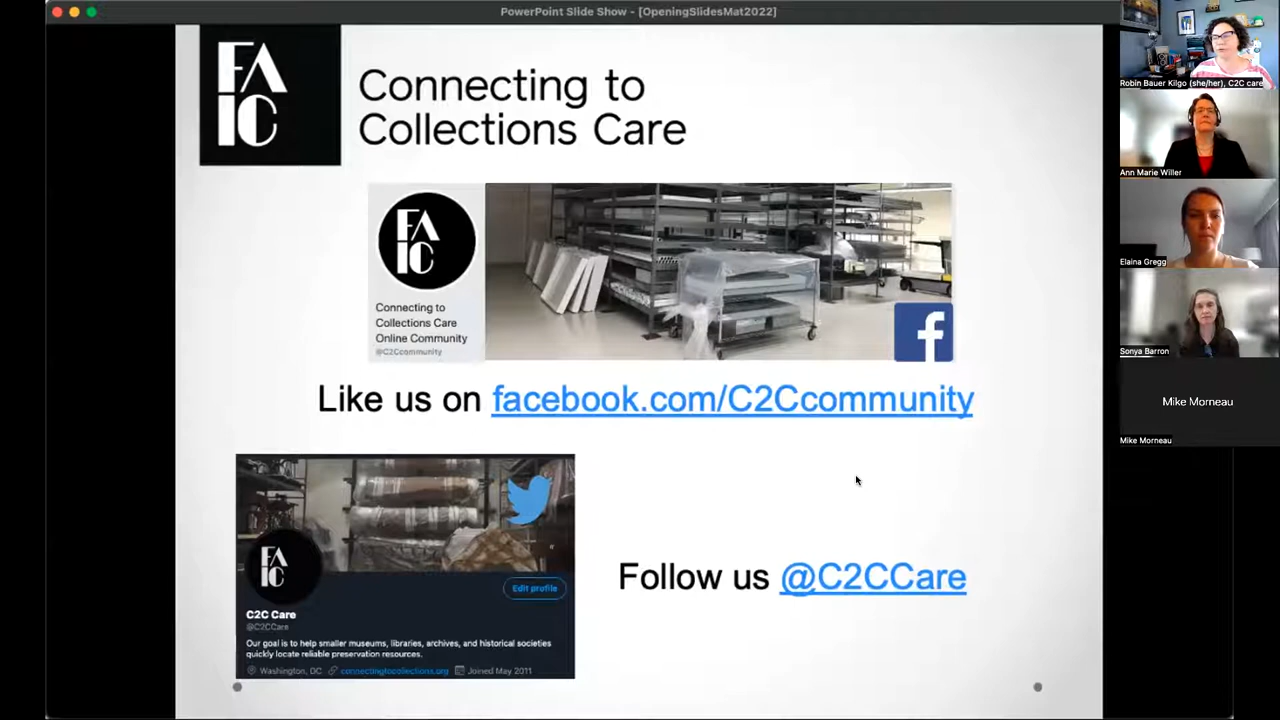 PowerPoint Slide Show - [OpeningSlidesMat2022]
FA
IC
Connecting to
Collections Care
FA
IC
Connecting to
Collections Care
Online Community
@C2Ccommunity
f
Like us on facebook.com/C2Ccommunity
FA
IC
Edit profile
C2C Care
@C2CCare
Our goal is to help smaller museums, libraries, archives, and historical societies
quickly locate reliable preservation resources.
Washington, DC connectingtocollections.org Joined May 2011
Follow us @C2CCare
Robin Bauer Kilgo (she/her), C2C care
Ann Marie Willer
Elaina Gregg
Sonya Barron
Mike Morneau
Mike Morneau